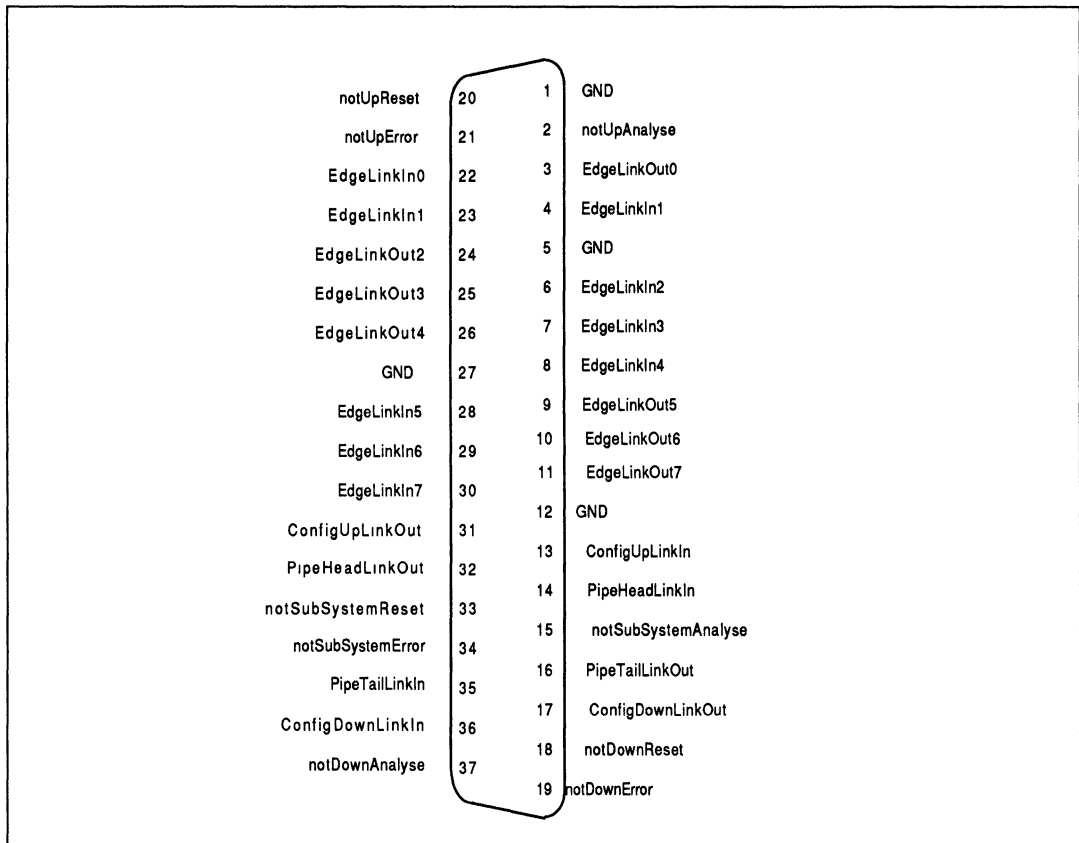 notUpReset 20 1 GND
notUpError 21 2 notUpAnalyse
EdgeLinkIn0 22 3 EdgeLinkOut0
EdgeLinkIn1 23 4 EdgeLinkIn1
EdgeLinkOut2 24 5 GND
EdgeLinkOut3 25 6 EdgeLinkIn2
EdgeLinkOut4 26 7 EdgeLinkIn3
GND 27 8 EdgeLinkIn4
EdgeLinkIn5 28 9 EdgeLinkOut5
EdgeLinkIn6 29 10 EdgeLinkOut6
EdgeLinkIn7 30 11 EdgeLinkOut7
ConfigUpLinkOut 31 12 GND
PipeHeadLinkOut 32 13 ConfigUpLinkIn
notSubSystemReset 33 14 PipeHeadLinkIn
notSubSystemError 34 15 notSubSystemAnalyse
PipeTailLinkIn 35 16 PipeTailLinkOut
ConfigDownLinkIn 36 17 ConfigDownLinkOut
notDownAnalyse 37 18 notDownReset
19 notDownError